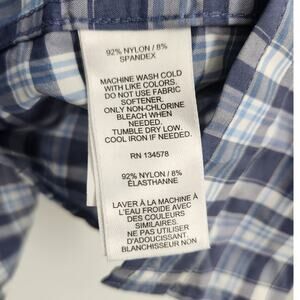 92% NYLON / 8%
SPANDEX
MACHINE WASH COLD
WITH LIKE COLORS.
DO NOT USE FABRIC
SOFTENER.
ONLY NON-CHLORINE
BLEACH WHEN
NEEDED.
TUMBLE DRY LOW.
COOL IRON IF NEEDED.
RN 134578
92% NYLON / 8%
ÉLASTHANNE
LAVER À LA MACHINE À
L'EAU FROIDE AVEC
DES COULEURS
SIMILAIRES.
NE PAS UTILISER
D'ADOUCISSANT.
BLANCHISSEUR NON